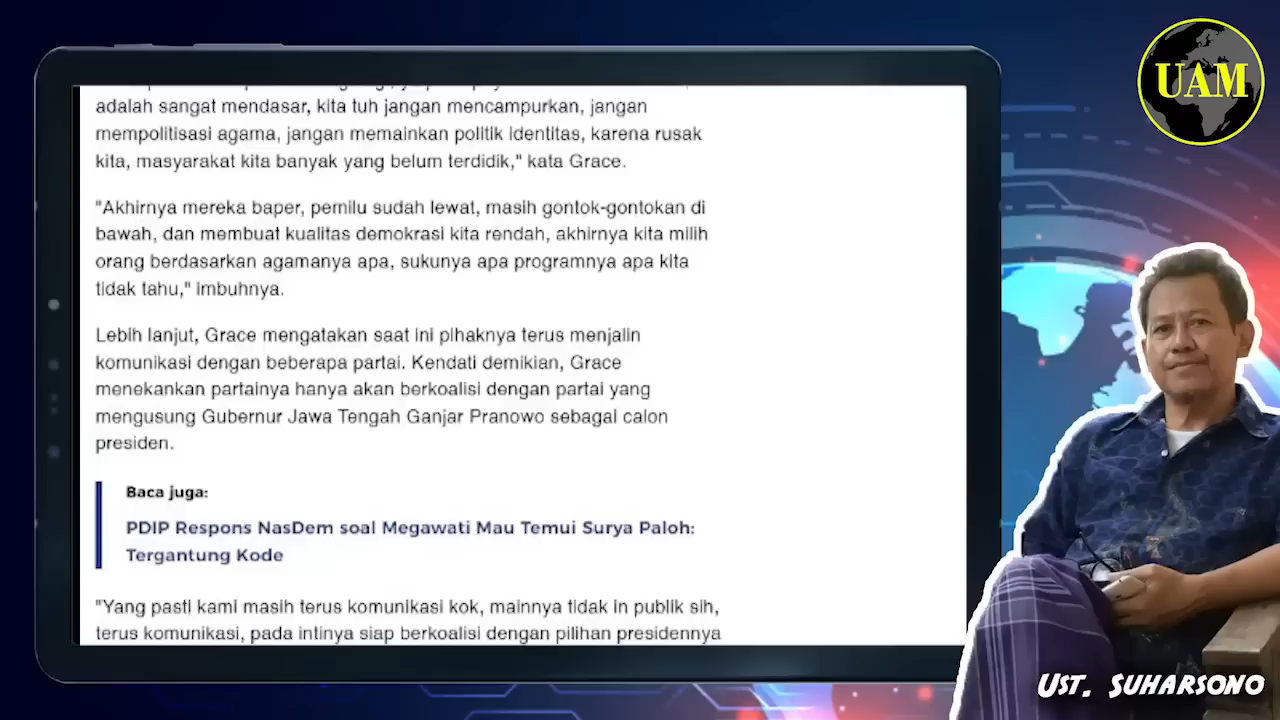 adalah sangat mendasar, kita tuh jangan mencampurkan, jangan
mempolitisasi agama, jangan memainkan politik identitas, karena rusak
kita, masyarakat kita banyak yang belum terdidik," kata Grace.
"Akhirnya mereka baper, pemilu sudah lewat, masih gontok-gontokan di
bawah, dan membuat kualitas demokrasi kita rendah, akhirnya kita milih
orang berdasarkan agamanya apa, sukunya apa programnya apa kita
tidak tahu," imbuhnya.
Lebih lanjut, Grace mengatakan saat ini pihaknya terus menjalin
komunikasi dengan beberapa partai. Kendati demikian, Grace
menekankan partainya hanya akan berkoalisi dengan partai yang
mengusung Gubernur Jawa Tengah Ganjar Pranowo sebagai calon
presiden.
Baca juga:
PDIP Respons NasDem soal Megawati Mau Temui Surya Paloh:
Tergantung Kode
"Yang pasti kami masih terus komunikasi kok, mainnya tidak in publik sih,
terus komunikasi, pada intinya siap berkoalisi dengan pilihan presidennya
UAM
UST. SUHARSONO